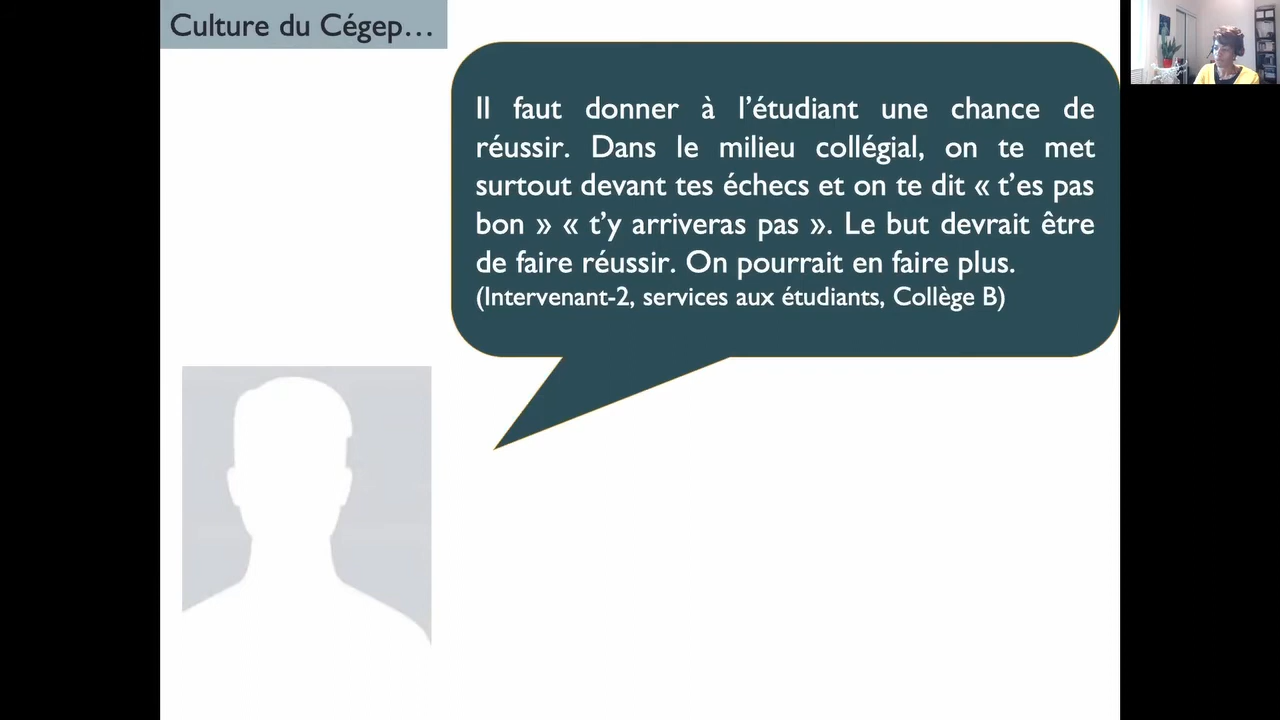 Culture du Cégep…
Il faut donner à l’étudiant une chance de
réussir. Dans le milieu collégial, on te met
surtout devant tes échecs et on te dit « t’es pas
bon » « t’y arriveras pas ». Le but devrait être
de faire réussir. On pourrait en faire plus.
(Intervenant-2, services aux étudiants, Collège B)